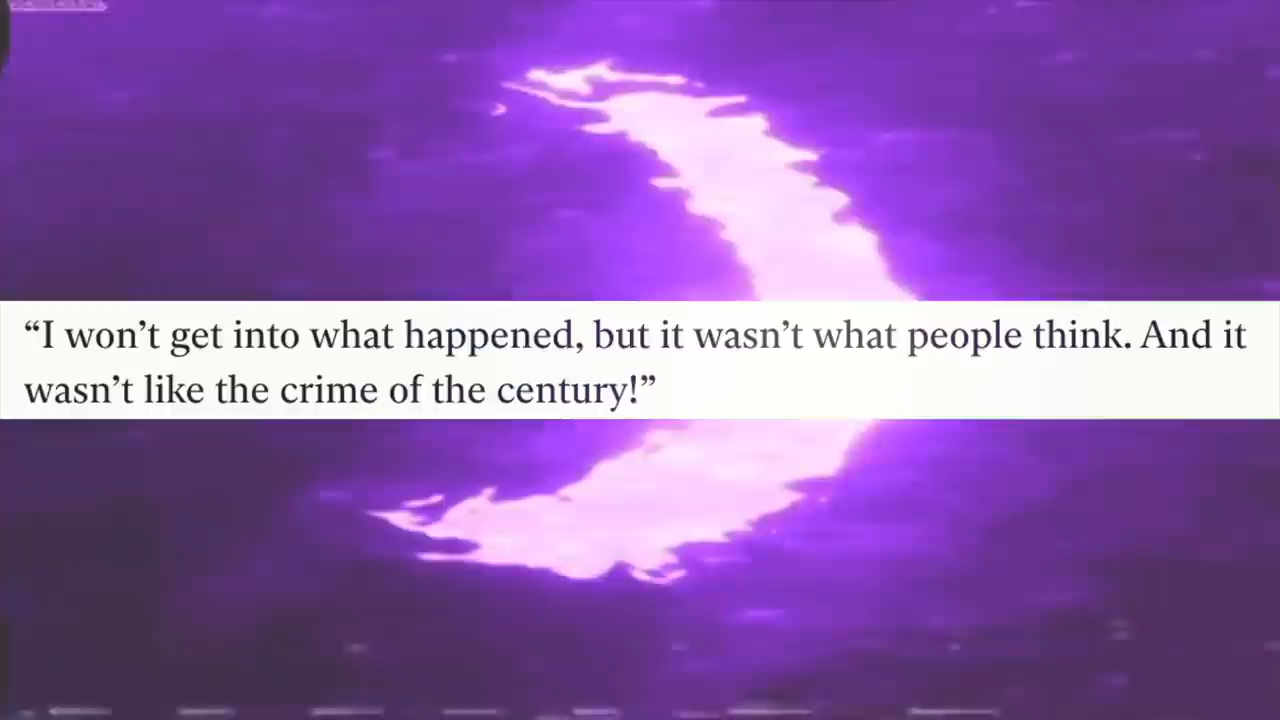 “I won’t get into what happened, but it wasn’t what people think. And it
wasn’t like the crime of the century!”